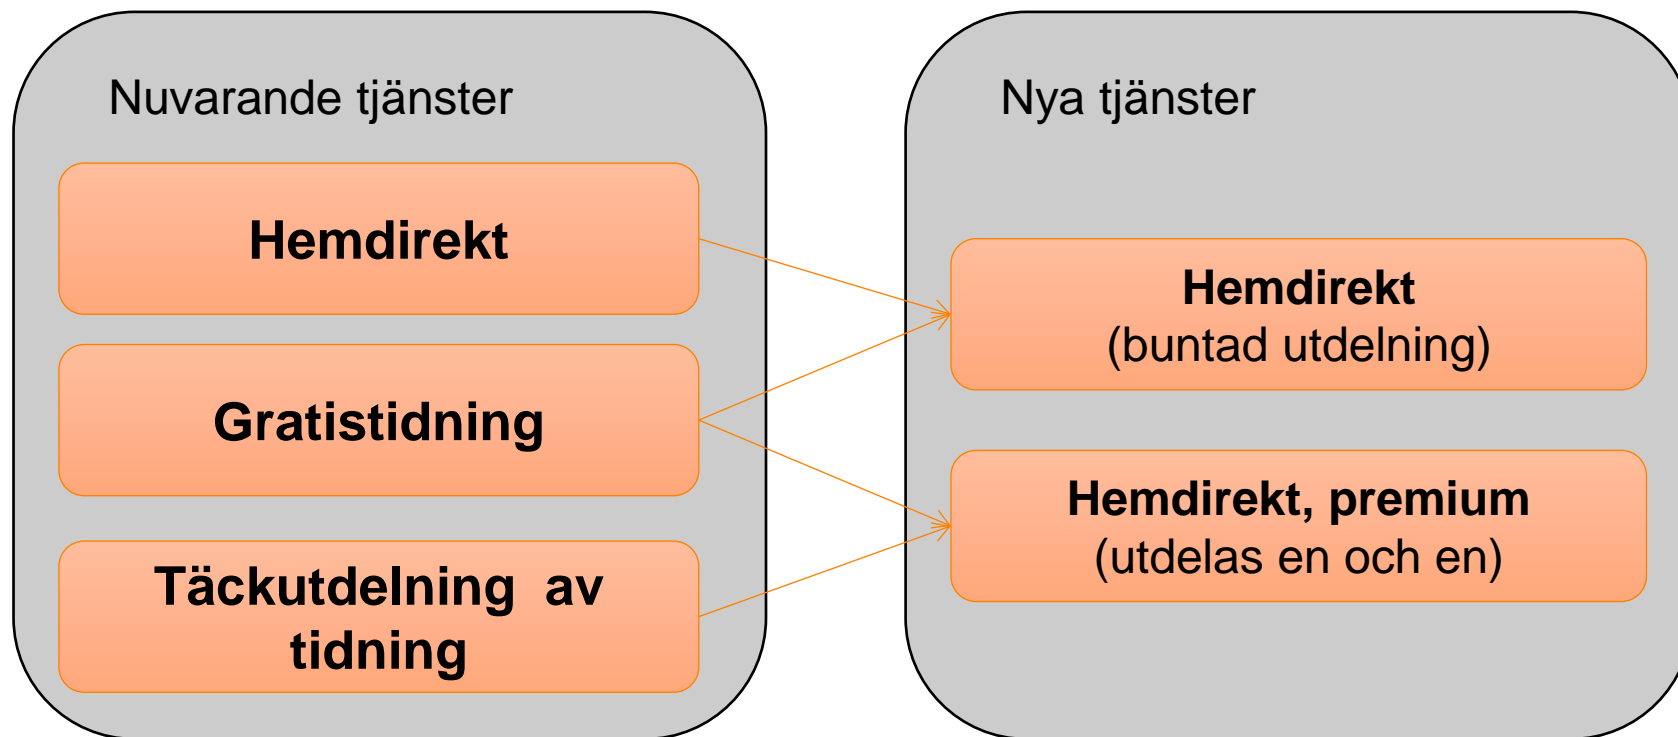 Nuvarande tjänster
Hemdirekt
Gratistidning
Täckutdelning  av
tidning
Nya tjänster
Hemdirekt
(buntad utdelning)
Hemdirekt, premium
(utdelas en och en)